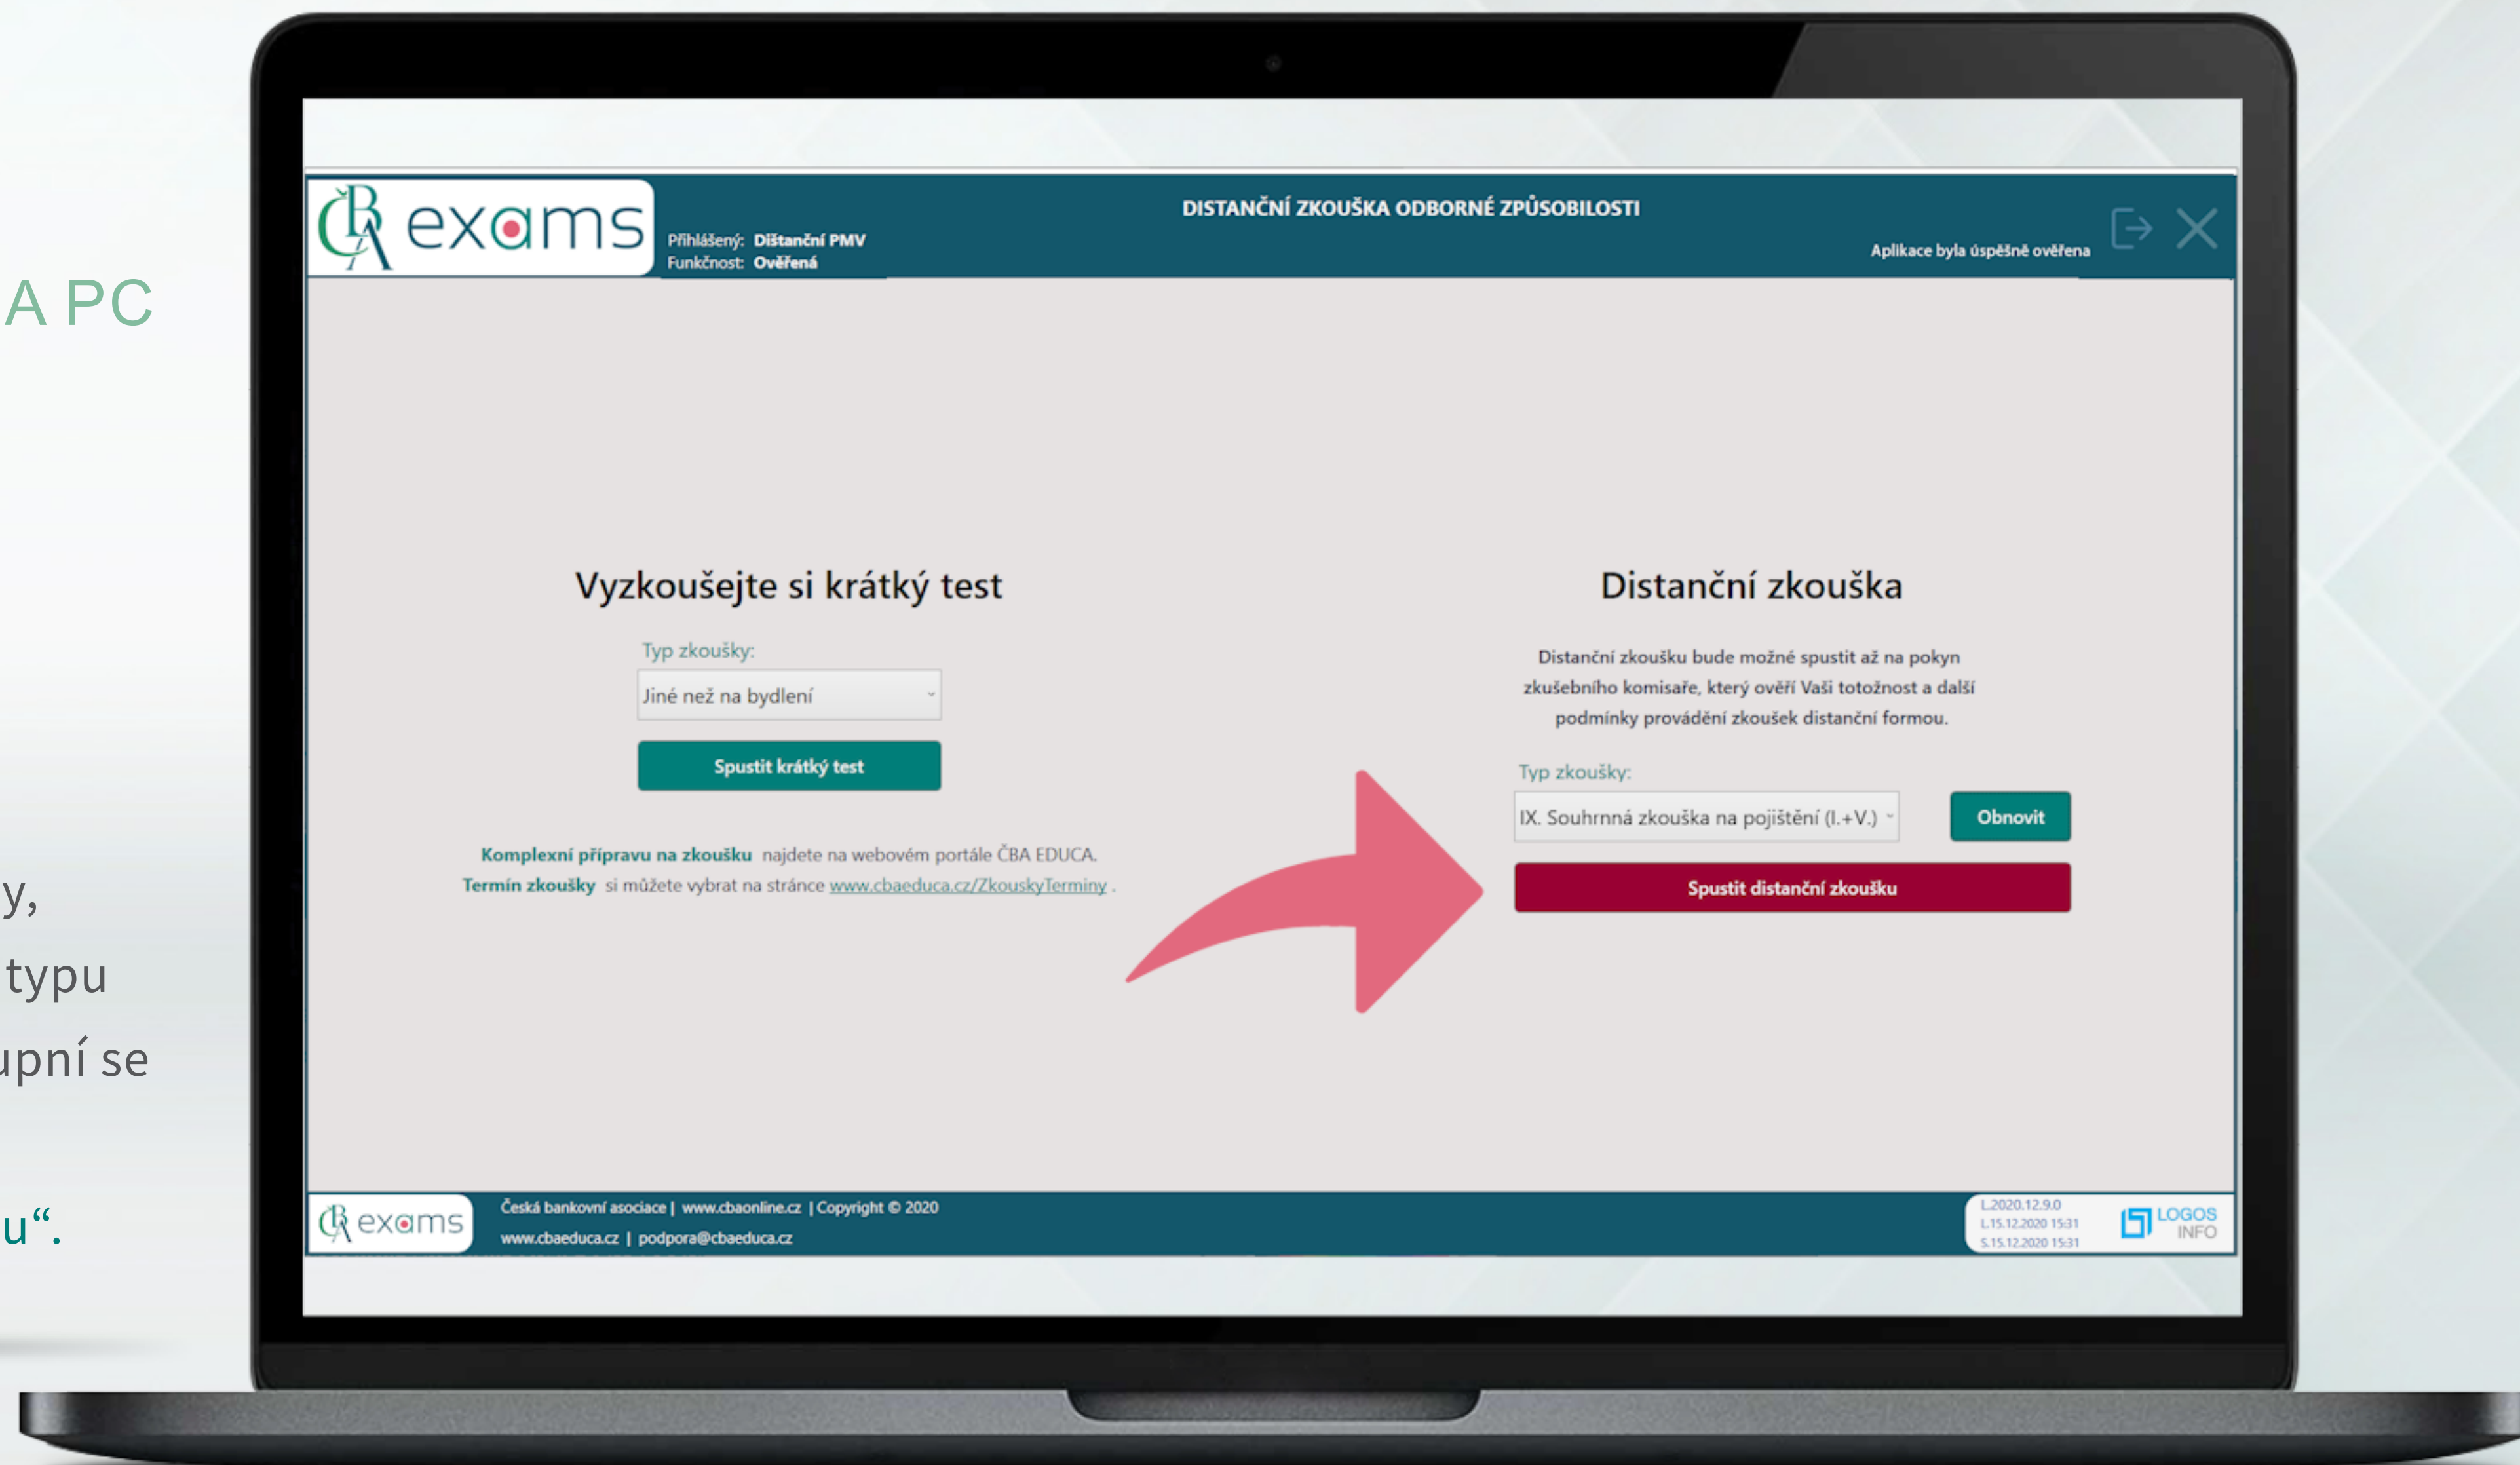 A PC
y,
typu
upní se
u“.
ČBA exams
Přihlášený: Dištanční PMV
Funkčnost: Ověřená
DISTANČNÍ ZKOUŠKA ODBORNÉ ZPŮSOBILOSTI
Aplikace byla úspěšně ověřena
Vyzkoušejte si krátký test
Typ zkoušky:
Jiné než na bydlení
Spustit krátký test
Komplexní přípravu na zkoušku najdete na webovém portále ČBA EDUCA.
Termín zkoušky si můžete vybrat na stránce www.cbaeduca.cz/ZkouskyTerminy .
Distanční zkouška
Distanční zkoušku bude možné spustit až na pokyn
zkušebního komisaře, který ověří Vaši totožnost a další
podmínky provádění zkoušek distanční formou.
Typ zkoušky:
IX. Souhrnná zkouška na pojištění (I.+V.)
Obnovit
Spustit distanční zkoušku
ČBA exams
Česká bankovní asociace | www.cbaonline.cz | Copyright © 2020
www.cbaeduca.cz | podpora@cbaeduca.cz
L.2020.12.9.0
L.15.12.2020 15:31
S.15.12.2020 15:31
LOGOS
INFO